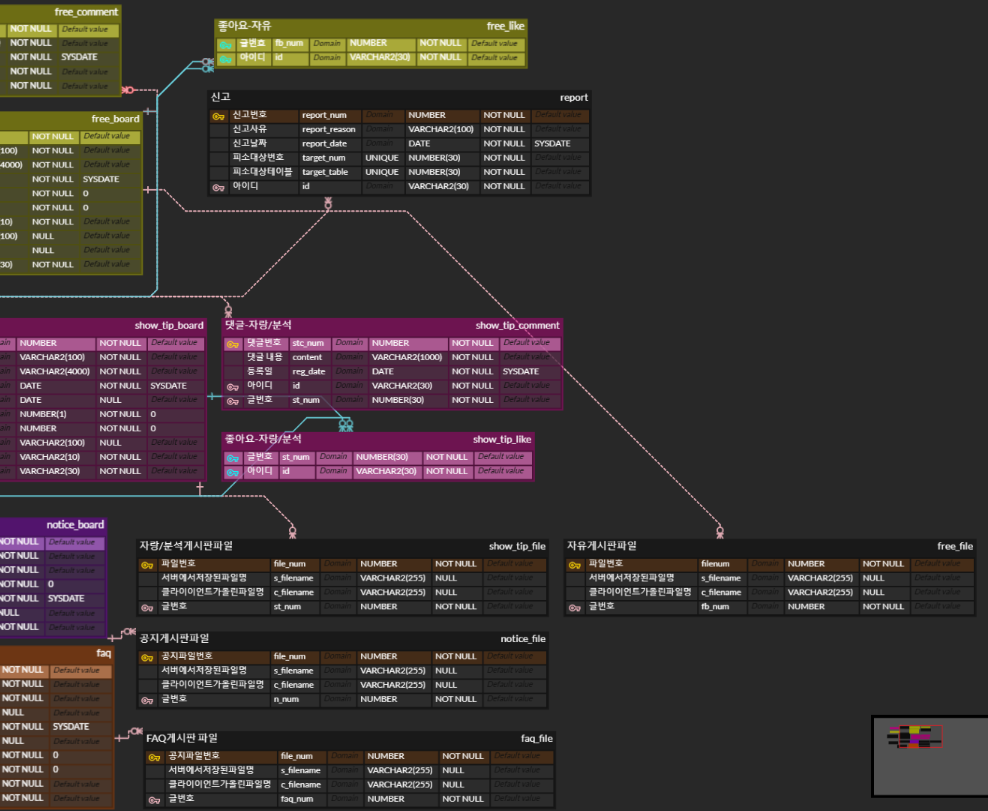 free_comment
NOT NULL Default value
NOT NULL Default value
NOT NULL SYSDATE
NOT NULL Default value
NOT NULL Default value
좋아요-자유 free_like
글번호 fb_num Domain NUMBER NOT NULL Default value
아이디 id Domain VARCHAR2(30) NOT NULL Default value
신고 report
신고번호 report_num Domain NUMBER NOT NULL Default value
신고사유 report_reason Domain VARCHAR2(100) NOT NULL Default value
신고날짜 report_date Domain DATE NOT NULL SYSDATE
피소대상번호 target_num UNIQUE NUMBER(30) NOT NULL Default value
피소대상테이블 target_table UNIQUE NUMBER(30) NOT NULL Default value
아이디 id Domain VARCHAR2(30) NOT NULL Default value
free_board
NOT NULL Default value
100) NOT NULL Default value
4000) NOT NULL Default value
NOT NULL SYSDATE
NOT NULL 0
NOT NULL 0
10) NOT NULL Default value
100) NULL Default value
NULL Default value
30) NOT NULL Default value
show_tip_board
ain NUMBER NOT NULL Default value
ain VARCHAR2(100) NOT NULL Default value
ain VARCHAR2(4000) NOT NULL Default value
ain DATE NOT NULL SYSDATE
ain DATE NULL Default value
ain NUMBER(1) NOT NULL 0
ain NUMBER NOT NULL 0
ain VARCHAR2(100) NULL Default value
ain VARCHAR2(10) NOT NULL Default value
ain VARCHAR2(30) NOT NULL Default value
댓글-자랑/분석 show_tip_comment
댓글번호 stc_num Domain NUMBER NOT NULL Default value
댓글 내용 content Domain VARCHAR2(1000) NOT NULL Default value
등록일 reg_date Domain DATE NOT NULL SYSDATE
아이디 id Domain VARCHAR2(30) NOT NULL Default value
글번호 st_num Domain NUMBER(30) NOT NULL Default value
좋아요-자랑/분석 show_tip_like
글번호 st_num Domain NUMBER(30) NOT NULL Default value
아이디 id Domain VARCHAR2(30) NOT NULL Default value
notice_board
NOT NULL Default value
NOT NULL Default value
NOT NULL Default value
NOT NULL 0
NOT NULL SYSDATE
NULL Default value
NOT NULL Default value
자랑/분석게시판파일 show_tip_file
파일번호 file_num Domain NUMBER NOT NULL Default value
서버에서저장된파일명 s_filename Domain VARCHAR2(255) NULL Default value
클라이이언트가올린파일명 c_filename Domain VARCHAR2(255) NULL Default value
글번호 st_num Domain NUMBER NOT NULL Default value
자유게시판파일 free_file
파일번호 filenum Domain NUMBER NOT NULL Default value
서버에서저장된파일명 s_filename Domain VARCHAR2(255) NULL Default value
클라이이언트가올린파일명 c_filename Domain VARCHAR2(255) NULL Default value
글번호 fb_num Domain NUMBER NOT NULL Default value
공지게시판파일 notice_file
공지파일번호 file_num Domain NUMBER NOT NULL Default value
서버에서저장된파일명 s_filename Domain VARCHAR2(255) NULL Default value
클라이이언트가올린파일명 c_filename Domain VARCHAR2(255) NULL Default value
글번호 n_num Domain NUMBER NOT NULL Default value
faq
NOT NULL Default value
NOT NULL Default value
NOT NULL Default value
NULL Default value
NOT NULL SYSDATE
NULL Default value
NOT NULL 0
NOT NULL 0
NOT NULL Default value
NOT NULL Default value
FAQ게시판 파일 faq_file
공지파일번호 file_num Domain NUMBER NOT NULL Default value
서버에서저장된파일명 s_filename Domain VARCHAR2(255) NULL Default value
클라이이언트가올린파일명 c_filename Domain VARCHAR2(255) NULL Default value
글번호 faq_num Domain NUMBER NOT NULL Default value